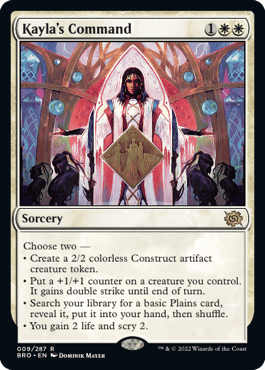 Kayla's Command 1
Sorcery
Choose two —
• Create a 2/2 colorless Construct artifact
creature token.
• Put a +1/+1 counter on a creature you control.
It gains double strike until end of turn.
• Search your library for a basic Plains card,
reveal it, put it into your hand, then shuffle.
• You gain 2 life and scry 2.
009/287 R
BRO • EN Dominik Mayer ™ & © 2022 Wizards of the Coast